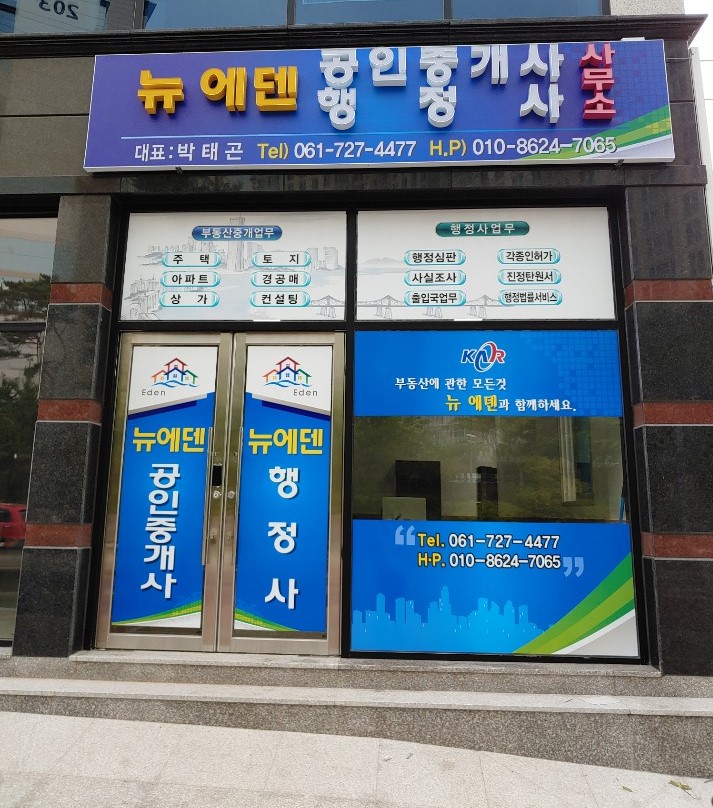 203
뉴 에덴 공인중개사 사무소
행정사
대표:박태곤 Tel) 061-727-4477 H.P) 010-8624-7065
부동산중개업무
주택 토지
아파트 경공매
상가 컨설팅
행정사업무
행정심판 각종인허가
사실조사 진정탄원서
출입국업무 행정법률서비스
Eden
뉴에덴
공인중개사
Eden
뉴에덴
행정사
KAR
부동산에 관한 모든것
뉴 에덴과 함께하세요.
“Tel. 061-727-4477
H·P. 010-8624-7065”